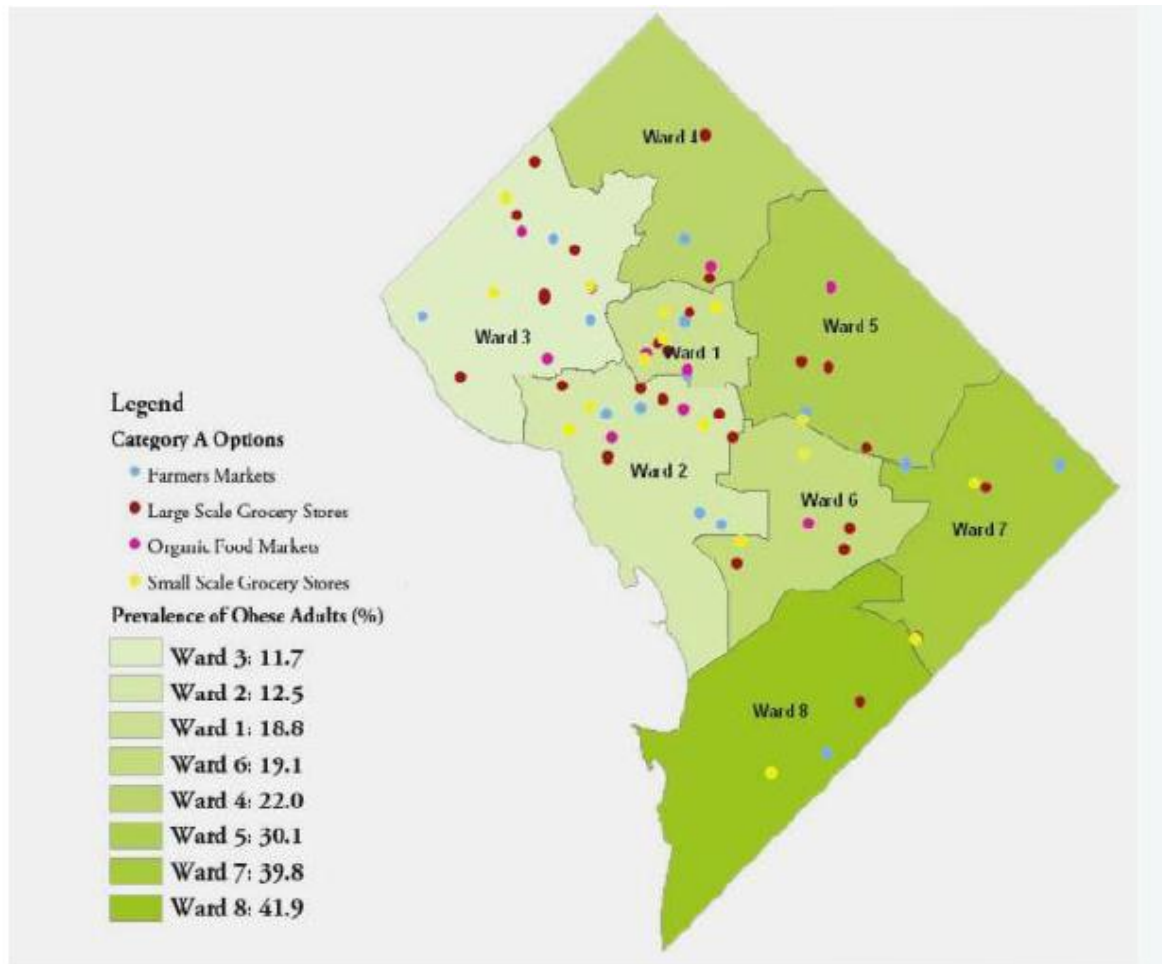 Ward 4
Ward 3
Ward 1
Ward 5
Ward 2
Ward 6
Ward 7
Ward 8
Legend
Category A Options
Farmers Markets
Large Scale Grocery Stores
Organic Food Markets
Small Scale Grocery Stores
Prevalence of Obese Adults (%)
Ward 3: 11.7
Ward 2: 12.5
Ward 1: 18.8
Ward 6: 19.1
Ward 4: 22.0
Ward 5: 30.1
Ward 7: 39.8
Ward 8: 41.9